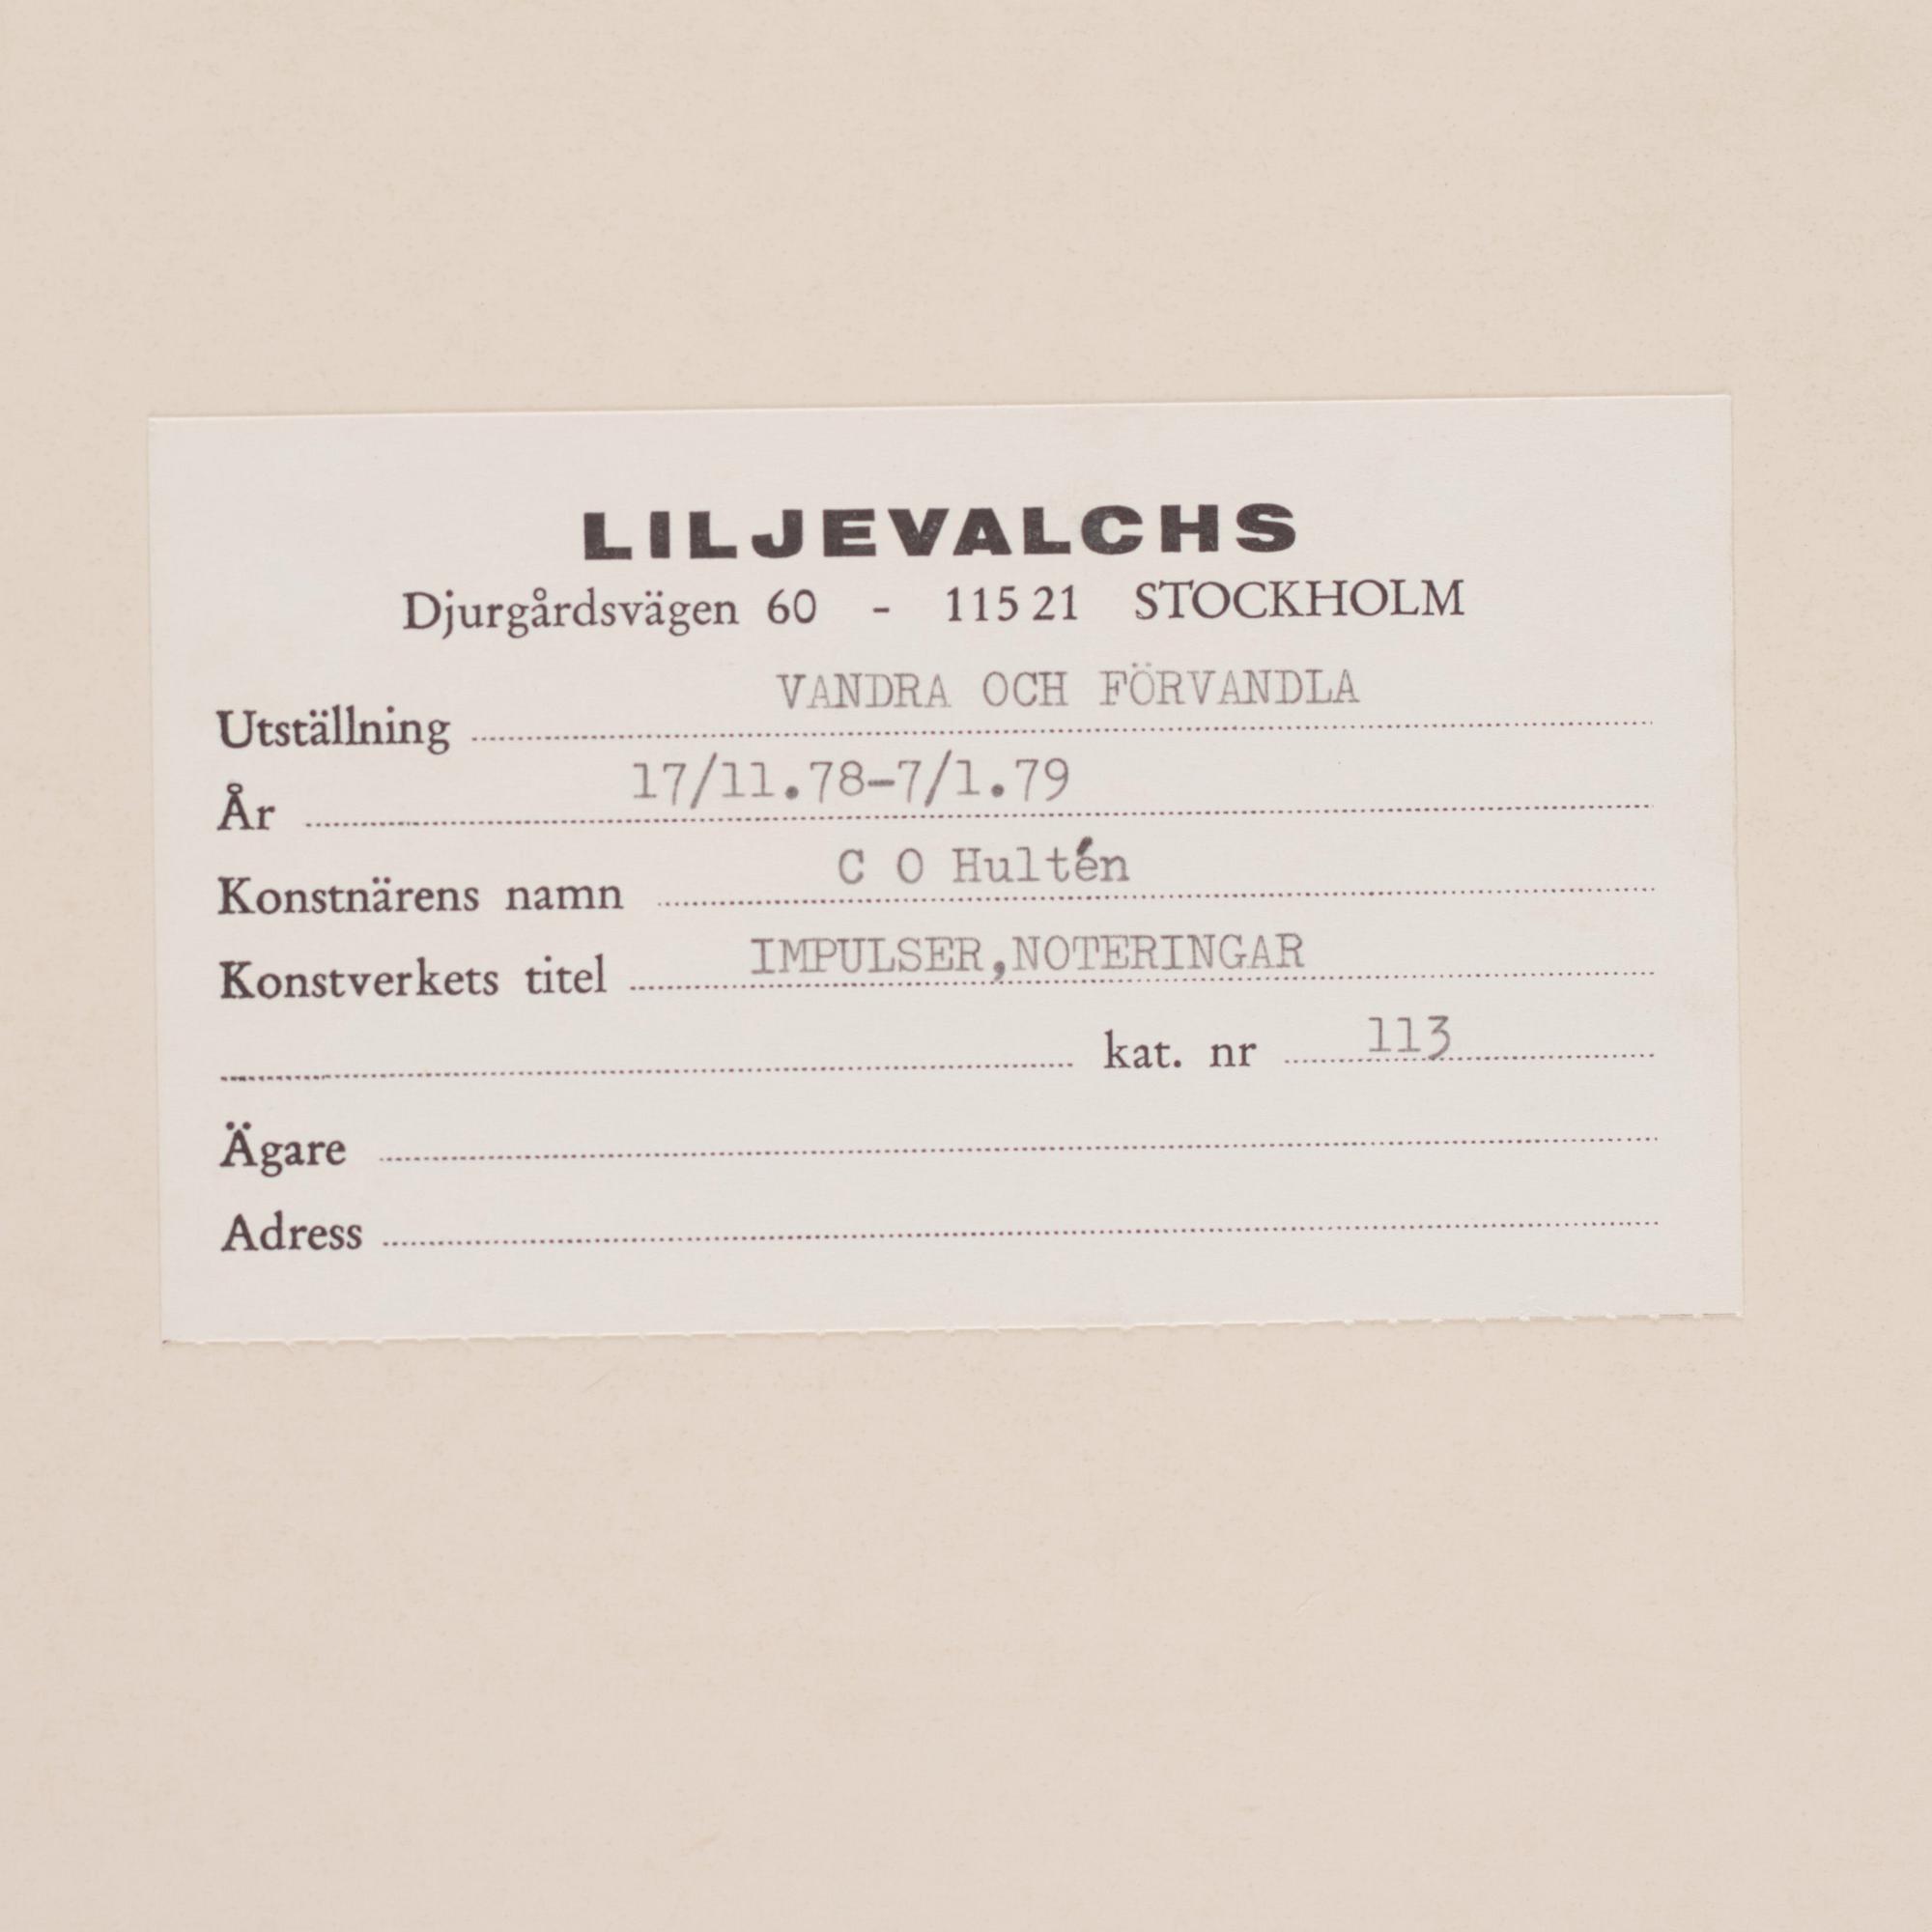 LILJEVALCHS
Djurgårdsvägen 60 - 115 21 STOCKHOLM
Utställning VANDRA OCH FÖRVANDLA
År 17/11.78-7/1.79
Konstnärens namn C O Hultén
Konstverkets titel IMPULSER,NOTERINGAR
kat. nr 113
Ägare
Adress